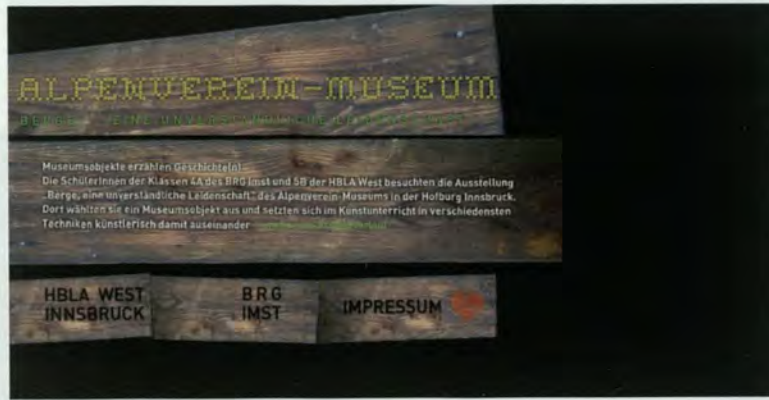 ALPENVEREIN-MUSEUM
BERGE, EINE UNVERSTÄNDLICHE LEIDENSCHAFT
Museumsobjekte erzählen Geschichte(n)!
Die SchülerInnen der Klassen 4A des BRG Imst und 5B der HBLA West besuchten die Ausstellung
„Berge, eine unverständliche Leidenschaft" des Alpenverein-Museums in der Hofburg Innsbruck.
Dort wählten sie ein Museumsobjekt aus und setzten sich im Kunstunterricht in verschiedensten
Techniken künstlerisch damit auseinander
HBLA WEST
INNSBRUCK
BRG
IMST
IMPRESSUM